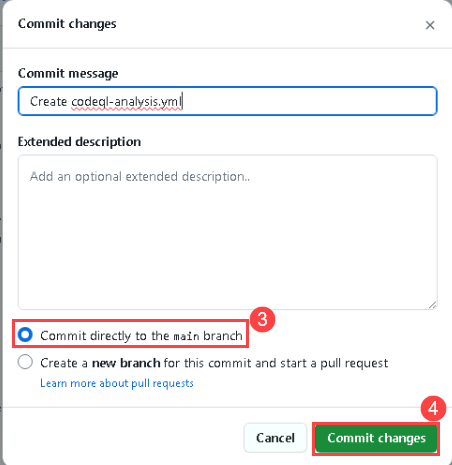 Commit changes
Commit message
Create codeql-analysis.yml
Extended description
Add an optional extended description..
3
Commit directly to the main branch
Create a new branch for this commit and start a pull request
Learn more about pull requests
4
Cancel
Commit changes